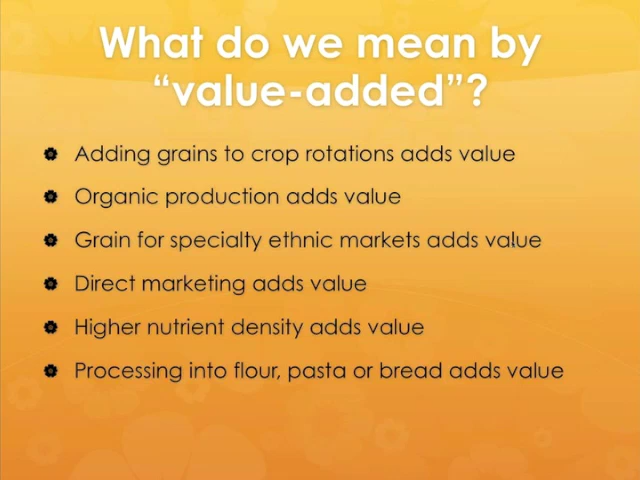 What do we mean by
“value-added”?
Adding grains to crop rotations adds value
Organic production adds value
Grain for specialty ethnic markets adds value
Direct marketing adds value
Higher nutrient density adds value
Processing into flour, pasta or bread adds value